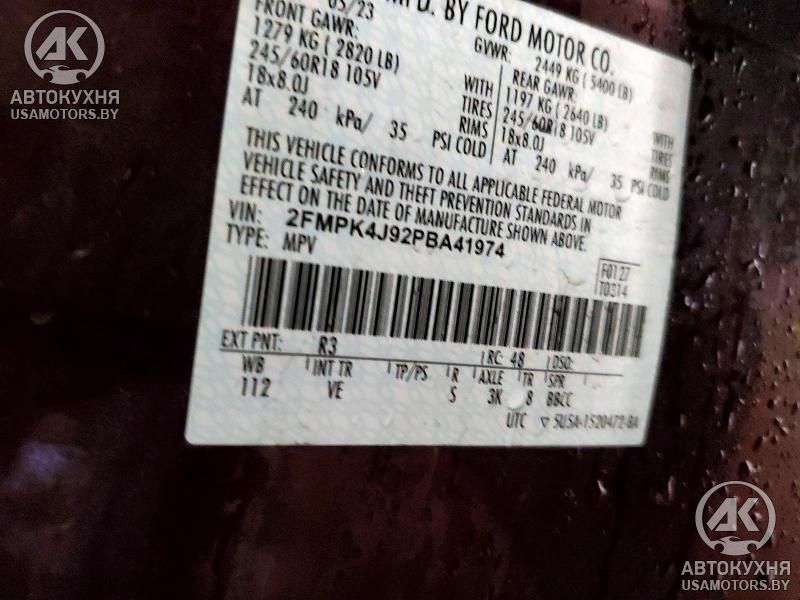 АВТОКУХНЯ
USAMOTORS.BY
BY FORD MOTOR CO.
05/23
FRONT GAWR:
1279 KG ( 2820 LB)
245/60R18 105V
18x8.0J
AT 240 kPa/ 35 PSI COLD
WITH
TIRES
RIMS
GVWR: 2449 KG ( 5400 LB)
REAR GAWR:
1197 KG ( 2640 LB)
245/60R18 105V
18x8.0J
AT 240 kPa/ 35 PSI COLD
WITH
TIRES
RIMS
THIS VEHICLE CONFORMS TO ALL APPLICABLE FEDERAL MOTOR
VEHICLE SAFETY AND THEFT PREVENTION STANDARDS IN
EFFECT ON THE DATE OF MANUFACTURE SHOWN ABOVE.
VIN: 2FMPK4J92PBA41974
TYPE: MPV
F0127
T0314
EXT PNT: R3 RC: 48 DSO:
WB INT TR TP/PS R AXLE TR SPR
112 VE S 3K 8 BBCC
UTC ▽ 5U5A-1520472-BA
АВТОКУХНЯ
USAMOTORS.BY